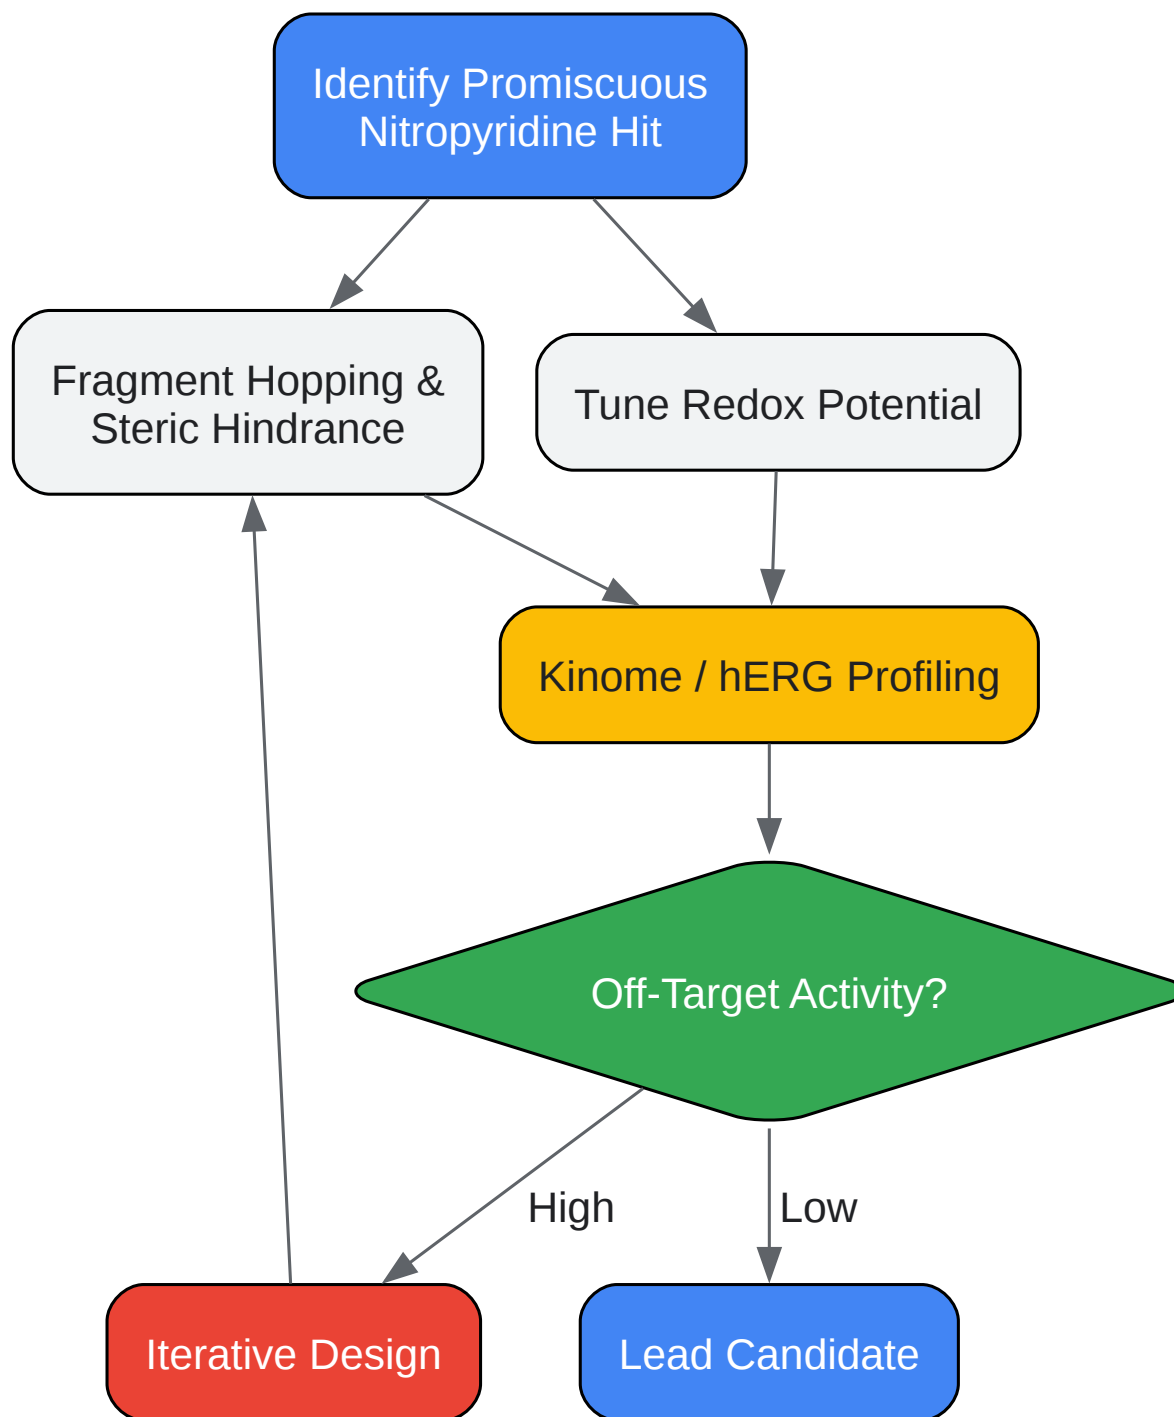 Identify Promiscuous
Nitropyridine Hit
Fragment Hopping &
Steric Hindrance
Tune Redox Potential
Kinome / hERG Profiling
Off-Target Activity?
High
Low
Iterative Design
Lead Candidate